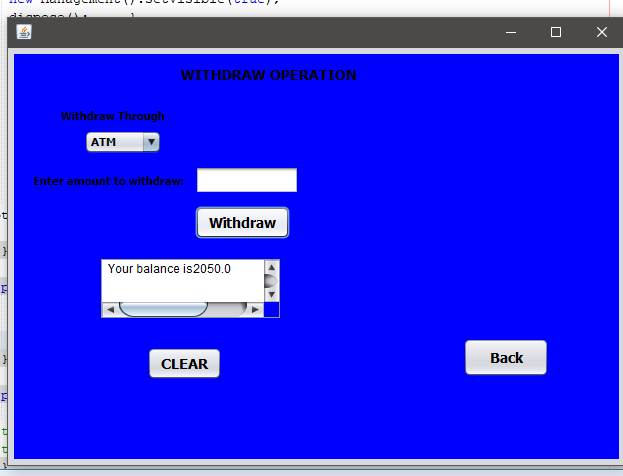 new Management().setVisible(true);
dispose(); }
WITHDRAW OPERATION
Withdraw Through
ATM
Enter amount to withdraw:
Withdraw
Your balance is2050.0
CLEAR
Back